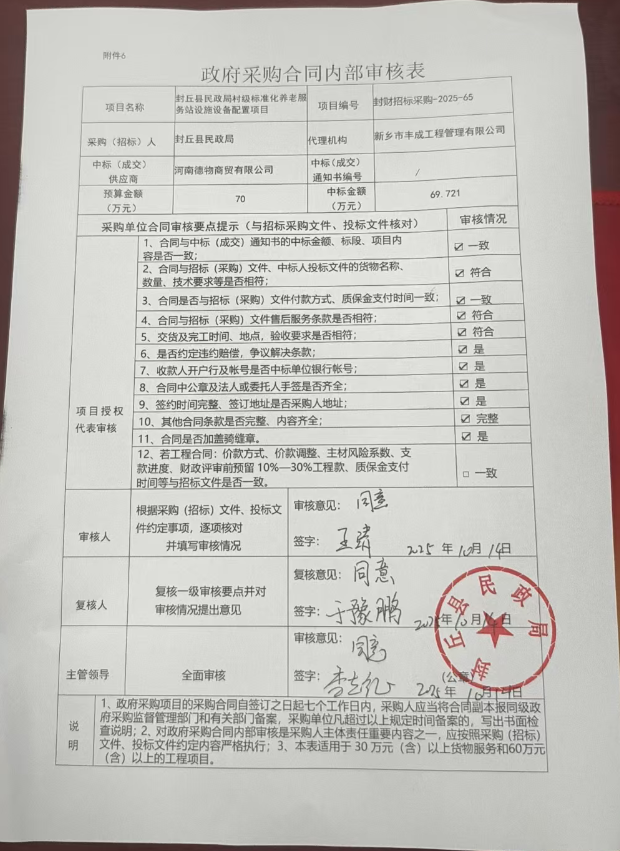 附件6
政府采购合同内部审核表
项目名称
封丘县民政局村级标准化养老服
务站设施设备配置项目
项目编号
封财招标采购-2025-65
采购（招标）人
封丘县民政局
代理机构
新乡市丰成工程管理有限公司
中标（成交）
供应商
河南德物商贸有限公司
中标（成交）
通知书编号
/
预算金额
（万元）
70
中标金额
（万元）
69.721
采购单位合同审核要点提示（与招标采购文件、投标文件核对）
审核情况
项目授权
代表审核
1、合同与中标（成交）通知书的中标金额、标段、项目内
容是否一致；
☑ 一致
2、合同与招标（采购）文件、中标人投标文件的货物名称、
数量、技术要求等是否相符；
☑ 符合
3、合同是否与招标（采购）文件付款方式、质保金支付时间一致；
☑ 一致
4、合同与招标（采购）文件售后服务条款是否相符；
☑ 符合
5、交货及完工时间、地点，验收要求是否相符；
☑ 符合
6、是否约定违约赔偿，争议解决条款；
☑ 是
7、收款人开户行及帐号是否中标单位银行帐号；
☑ 是
8、合同中公章及法人或委托人手签是否齐全；
☑ 是
9、签约时间完整、签订地址是否采购人地址；
☑ 是
10、其他合同条款是否完整、内容齐全；
☑ 完整
11、合同是否加盖骑缝章。
☑ 是
12、若工程合同：价款方式、价款调整、主材风险系数、支
付进度、财政评审前预留 10%—30%工程款、质保金支付
时间等与招标文件是否一致。
□ 一致
审核人
根据采购（招标）文件、投标文
件约定事项，逐项核对
并填写审核情况
审核意见：同意
签字：王靖 2025 年 10月 14日
复核人
复核一级审核要点并对
审核情况提出意见
复核意见：同意
签字：于豫鹏 2025年 10月14日
主管领导
全面审核
审核意见：同意
签字：
（公章）
2025 年 10月14日
封丘县民政局
说
明
1、政府采购项目的采购合同自签订之日起七个工作日内，采购人应当将合同副本报同级政
府采购监督管理部门和有关部门备案，采购单位凡超过以上规定时间备案的，写出书面检
查说明；2、对政府采购合同内部审核是采购人主体责任重要内容之一，应按照采购（招标）
文件、投标文件约定内容严格执行；3、本表适用于 30 万元（含）以上货物服务和60万元
（含）以上的工程项目。